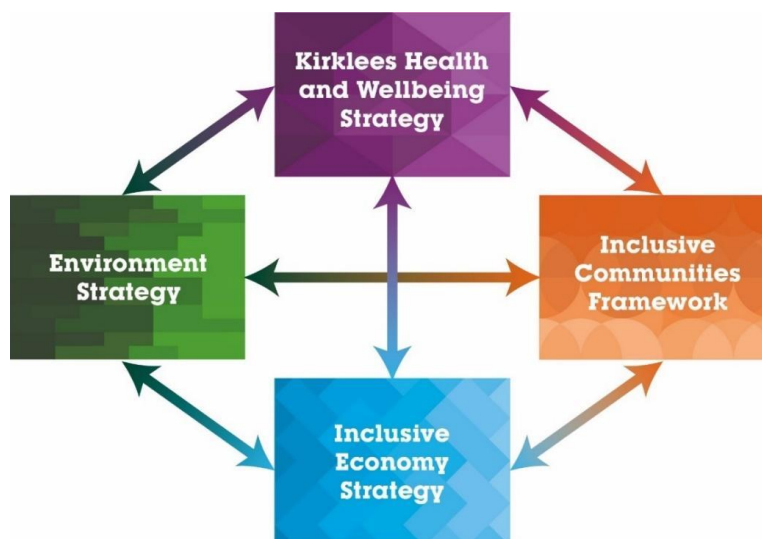 Kirklees Health
and Wellbeing
Strategy
Environment
Strategy
Inclusive
Communities
Framework
Inclusive
Economy
Strategy